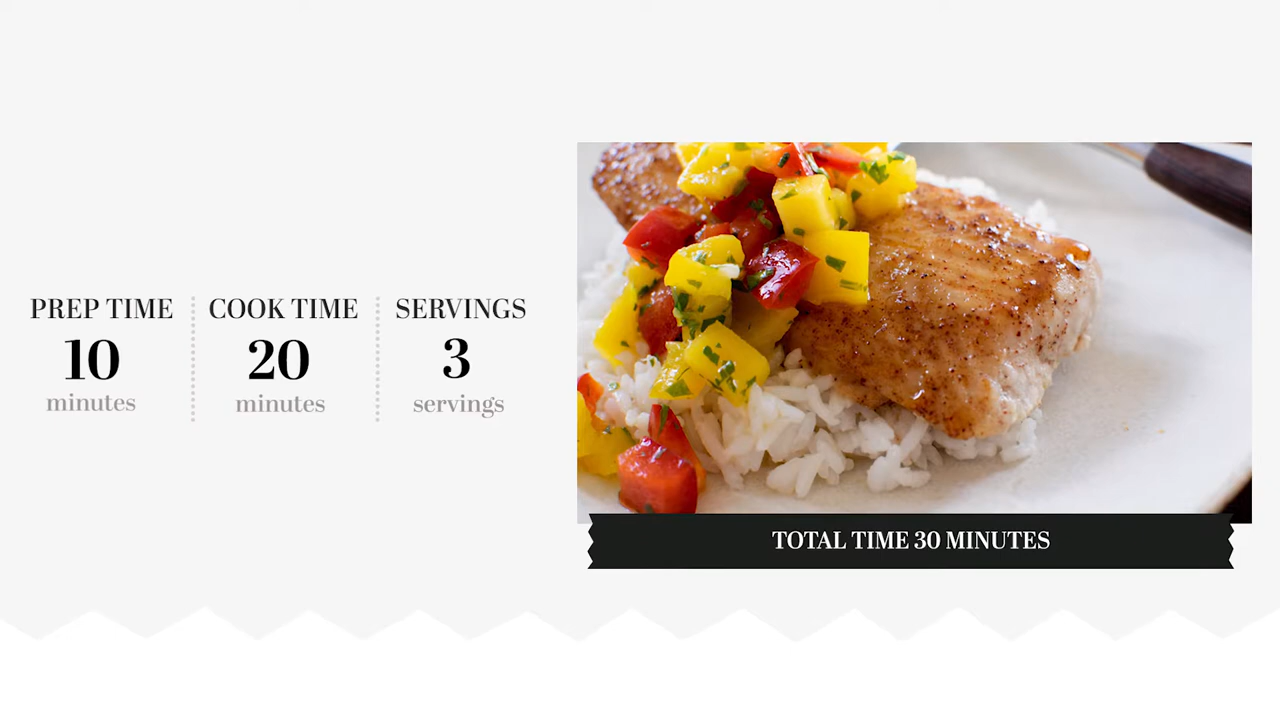 PREP TIME
10
minutes
COOK TIME
20
minutes
SERVINGS
3
servings
TOTAL TIME 30 MINUTES